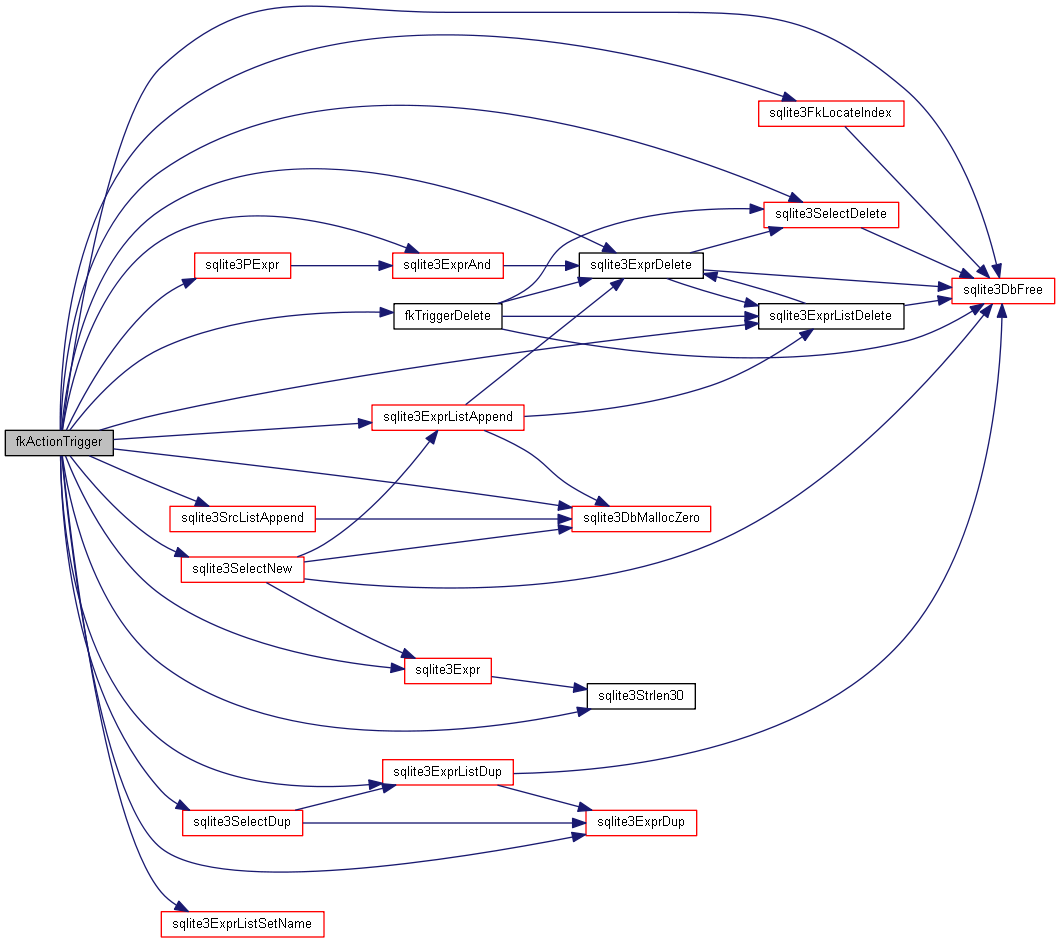 sqlite3FkLocateIndex
sqlite3SelectDelete
sqlite3PExpr
sqlite3ExprAnd
sqlite3ExprDelete
sqlite3DbFree
fkTriggerDelete
sqlite3ExprListDelete
sqlite3ExprListAppend
fkActionTrigger
sqlite3SrcListAppend
sqlite3DbMallocZero
sqlite3SelectNew
sqlite3Expr
sqlite3Strlen30
sqlite3ExprListDup
sqlite3SelectDup
sqlite3ExprDup
sqlite3ExprListSetName